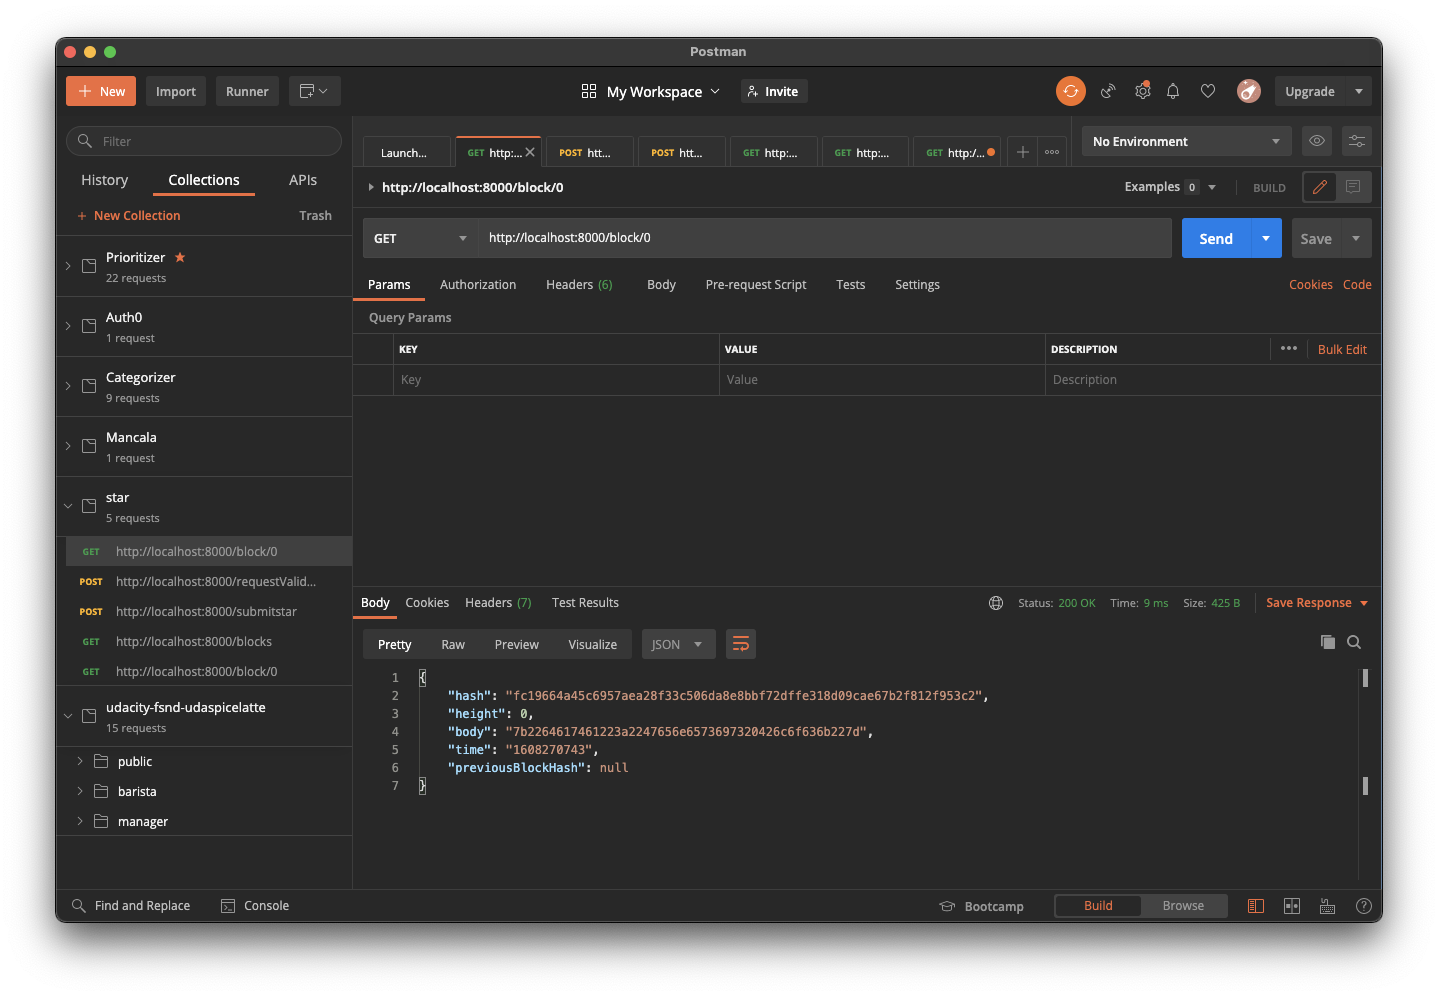 Postman
New Import Runner My Workspace Invite Upgrade
Filter
History Collections APIs
New Collection Trash
Prioritizer
22 requests
Auth0
1 request
Categorizer
9 requests
Mancala
1 request
star
5 requests
GET http://localhost:8000/block/0
POST http://localhost:8000/requestValid...
POST http://localhost:8000/submitstar
GET http://localhost:8000/blocks
GET http://localhost:8000/block/0
udacity-fsnd-udaspicelatte
15 requests
public
barista
manager
Launch... GET http:... POST htt... POST htt... GET http:... GET http:... GET http:/...
No Environment
http://localhost:8000/block/0 Examples 0 BUILD
GET http://localhost:8000/block/0 Send Save
Params Authorization Headers (6) Body Pre-request Script Tests Settings Cookies Code
Query Params
KEY VALUE DESCRIPTION Bulk Edit
Key Value Description
Body Cookies Headers (7) Test Results Status: 200 OK Time: 9 ms Size: 425 B Save Response
Pretty Raw Preview Visualize JSON
1 {
2 "hash": "fc19664a45c6957aea28f33c506da8e8bbf72dffe318d09cae67b2f812f953c2",
3 "height": 0,
4 "body": "7b2264617461223a2247656e6573697320426c6f636b227d",
5 "time": "1608270743",
6 "previousBlockHash": null
7 }
Find and Replace Console Bootcamp Build Browse